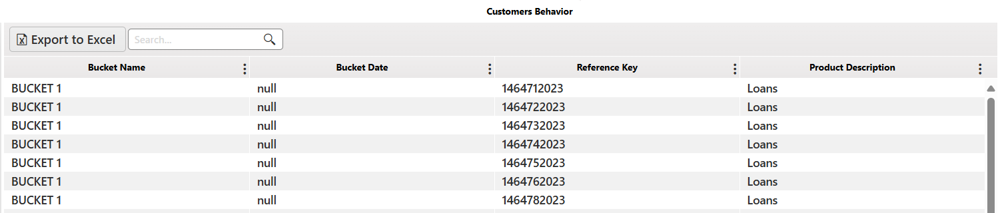 Customers Behavior
Export to Excel Search...
Bucket Name Bucket Date Reference Key Product Description
BUCKET 1 null 1464712023 Loans
BUCKET 1 null 1464722023 Loans
BUCKET 1 null 1464732023 Loans
BUCKET 1 null 1464742023 Loans
BUCKET 1 null 1464752023 Loans
BUCKET 1 null 1464762023 Loans
BUCKET 1 null 1464782023 Loans